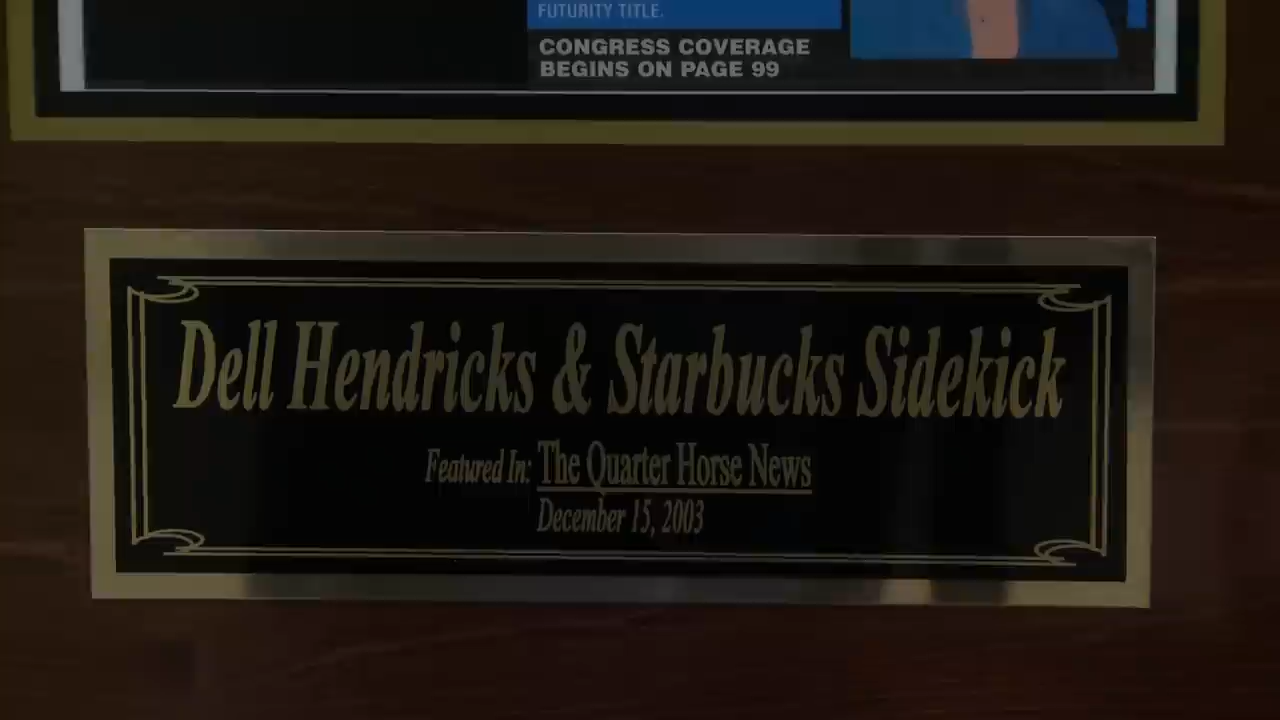 FUTURITY TITLE.
CONGRESS COVERAGE
BEGINS ON PAGE 99
Dell Hendricks & Starbucks Sidekick
Featured In: The Quarter Horse News
December 15, 2003